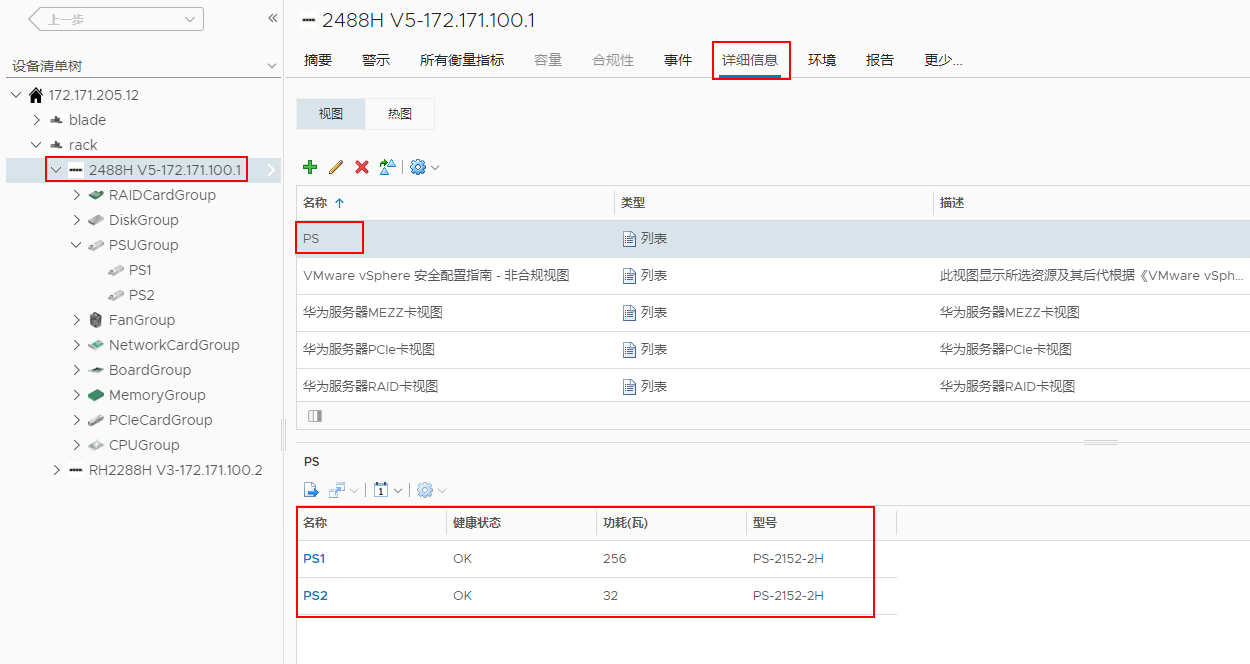 上一步
«
设备清单树
172.171.205.12
blade
rack
2488H V5-172.171.100.1
RAIDCardGroup
DiskGroup
PSUGroup
PS1
PS2
FanGroup
NetworkCardGroup
BoardGroup
MemoryGroup
PCIeCardGroup
CPUGroup
RH2288H V3-172.171.100.2
2488H V5-172.171.100.1
摘要 警示 所有衡量指标 容量 合规性 事件 详细信息 环境 报告 更少...
视图 热图
名称 类型 描述
PS 列表
VMware vSphere 安全配置指南 - 非合规视图 列表 此视图显示所选资源及其后代根据《VMware vSph...
华为服务器MEZZ卡视图 列表 华为服务器MEZZ卡视图
华为服务器PCIe卡视图 列表 华为服务器PCIe卡视图
华为服务器RAID卡视图 列表 华为服务器RAID卡视图
PS
1
名称 健康状态 功耗(瓦) 型号
PS1 OK 256 PS-2152-2H
PS2 OK 32 PS-2152-2H